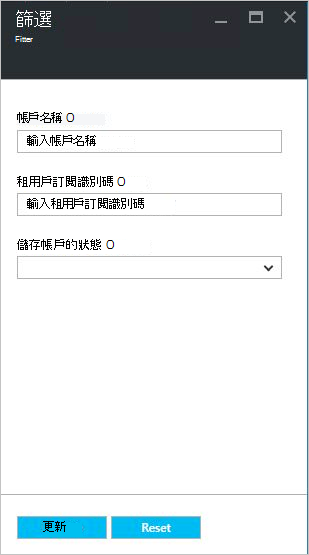 篩選
Fitter
帳戶名稱 O
輸入帳戶名稱
租用戶訂閱識別碼 O
輸入租用戶訂閱識別碼
儲存帳戶的狀態 O
更新 Reset